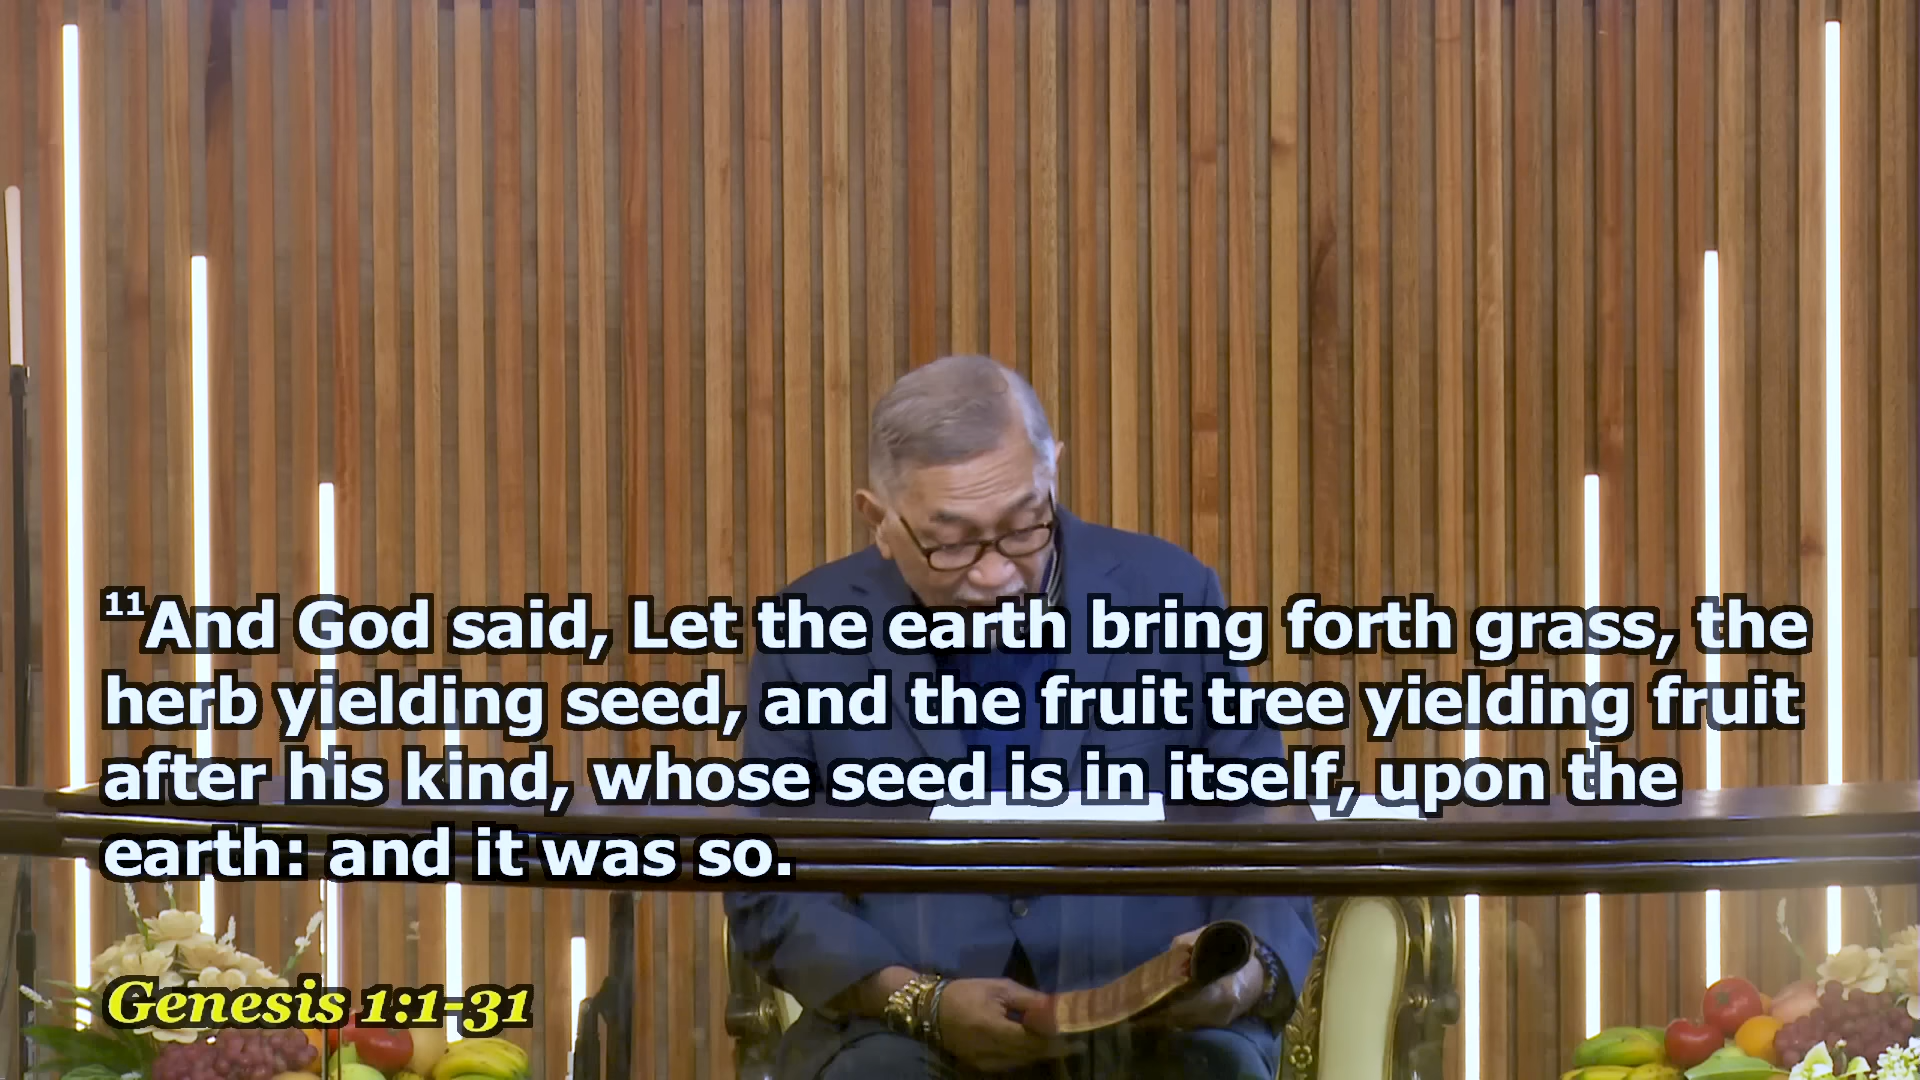 11And God said, Let the earth bring forth grass, the
herb yielding seed, and the fruit tree yielding fruit
after his kind, whose seed is in itself, upon the
earth: and it was so.
Genesis 1:1-31